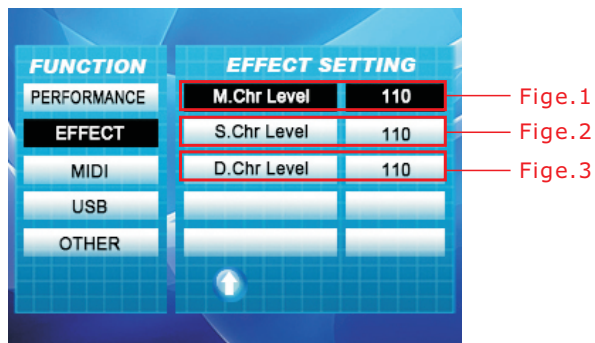 FUNCTION
PERFORMANCE
EFFECT
MIDI
USB
OTHER
EFFECT SETTING
M.Chr Level 110
S.Chr Level 110
D.Chr Level 110
Fige.1
Fige.2
Fige.3